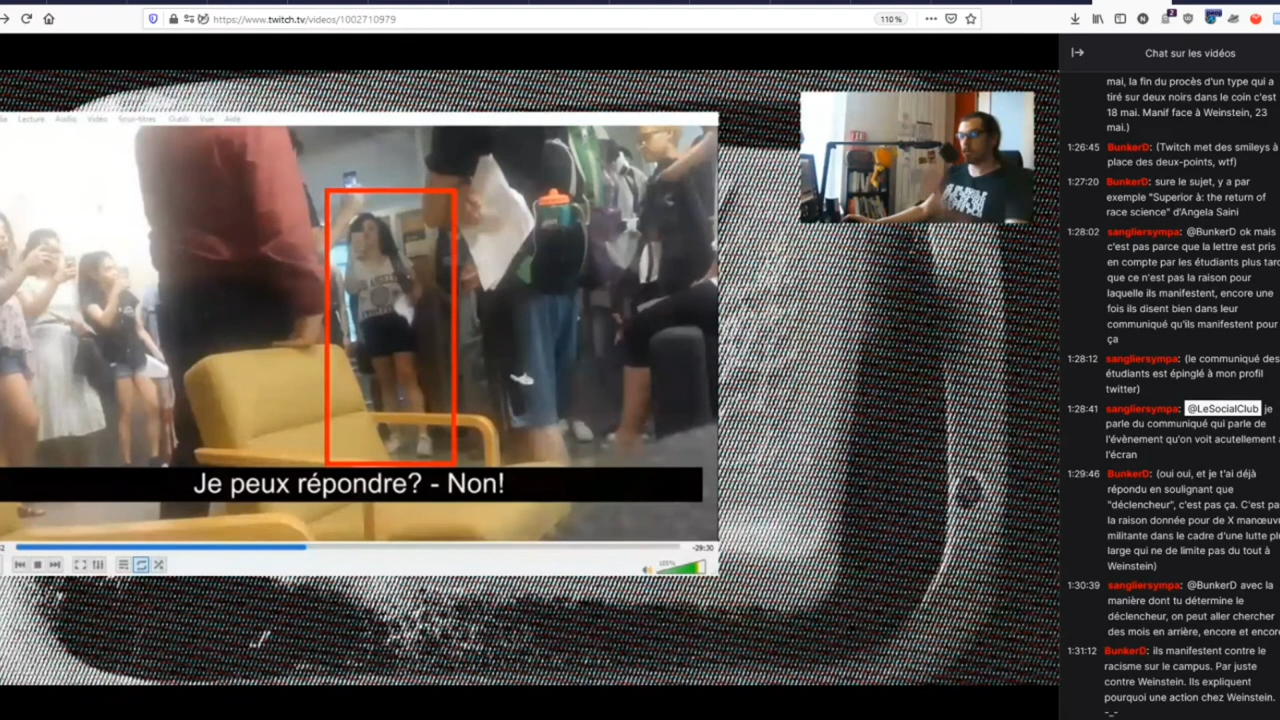 https://www.twitch.tv/videos/1002710979
110 %
Chat sur les vidéos
mai, la fin du procès d'un type qui a
tiré sur deux noirs dans le coin c'est
18 mai. Manif face à Weinstein, 23
mai.)
1:26:45 BunkerD: (Twitch met des smileys à
place des deux-points, wtf)
1:27:20 BunkerD: sure le sujet, y a par
exemple "Superior à: the return of
race science" d'Angela Saini
1:28:02 sangliersympa: @BunkerD ok mais
c'est pas parce que la lettre est pris
en compte par les étudiants plus tard
que ce n'est pas la raison pour
laquelle ils manifestent, encore une
fois ils disent bien dans leur
communiqué qu'ils manifestent pour
ça
1:28:12 sangliersympa: (le communiqué des
étudiants est épinglé à mon profil
twitter)
1:28:41 sangliersympa: @LeSocialClub je
parle du communiqué qui parle de
l'évènement qu'on voit acutellement à
l'écran
1:29:46 BunkerD: (oui oui, et je t'ai déjà
répondu en soulignant que
"déclencheur", c'est pas ça. C'est pa
la raison donnée pour de X manœuv
militante dans le cadre d'une lutte pl
large qui ne de limite pas du tout à
Weinstein)
1:30:39 sangliersympa: @BunkerD avec la
manière dont tu détermine le
déclencheur, on peut aller chercher
des mois en arrière, encore et encor
1:31:12 BunkerD: ils manifestent contre le
racisme sur le campus. Par juste
contre Weinstein. Ils expliquent
pourquoi une action chez Weinstein.
-_-
Lecture Audio Vidéo Sous-titres Outils Vue Aide
Je peux répondre? - Non!
-29:30